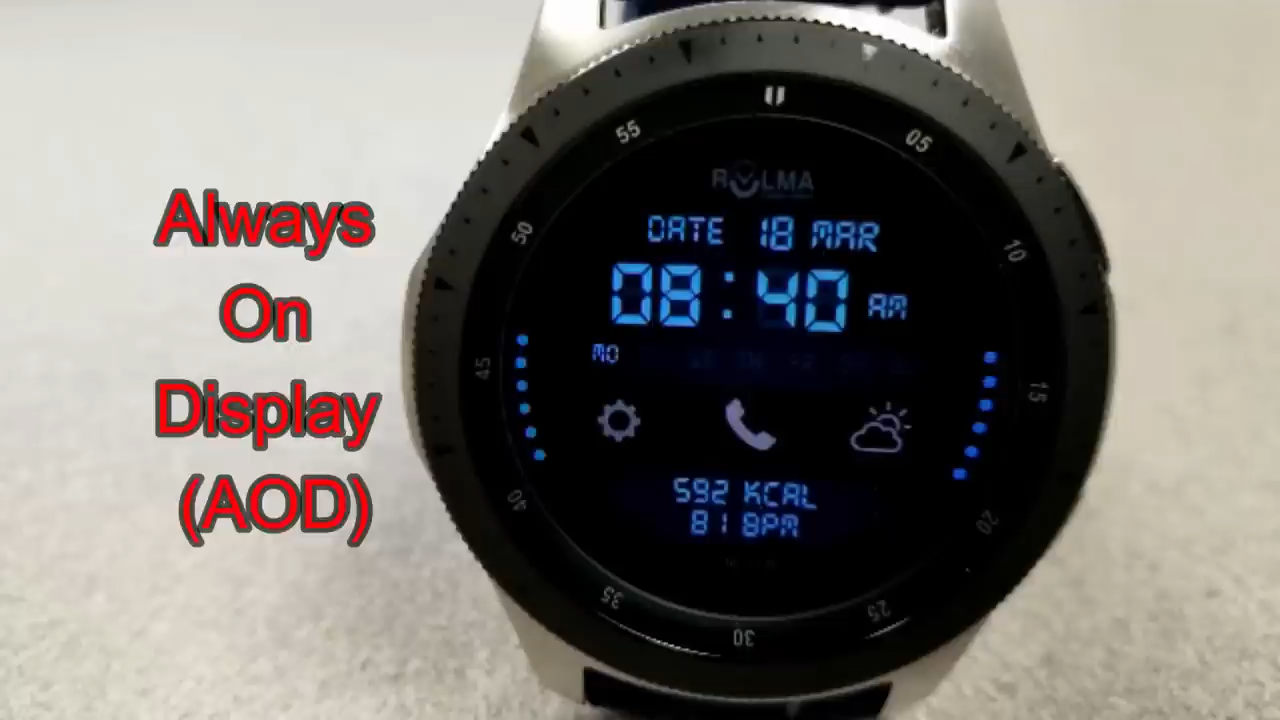 Always
On
Display
(AOD)
55
05
50
10
45
15
40
20
35
25
30
RULMA
DATE 18 MAR
08:40 AM
MO
592 KCAL
81 BPM